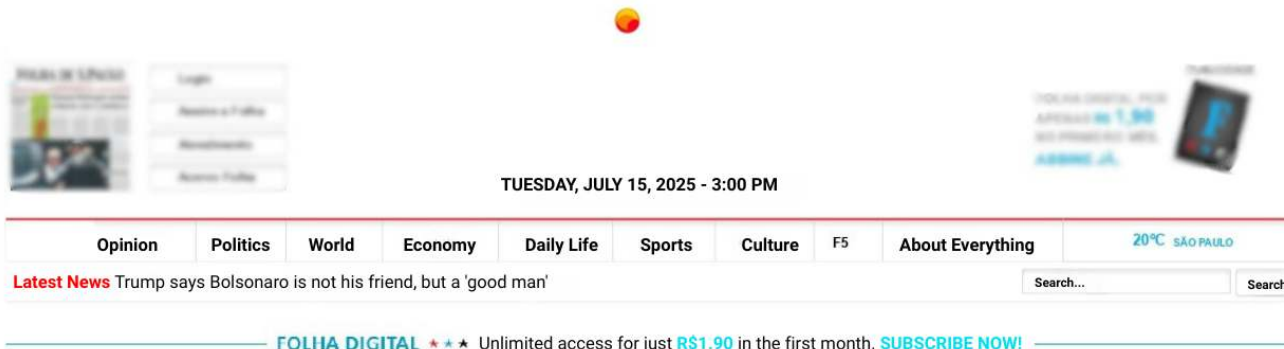 TUESDAY, JULY 15, 2025 - 3:00 PM
Opinion Politics World Economy Daily Life Sports Culture F5 About Everything 20°C SÃO PAULO
Latest News Trump says Bolsonaro is not his friend, but a 'good man' Search... Search
FOLHA DIGITAL ★★★ Unlimited access for just R$1.90 in the first month. SUBSCRIBE NOW!